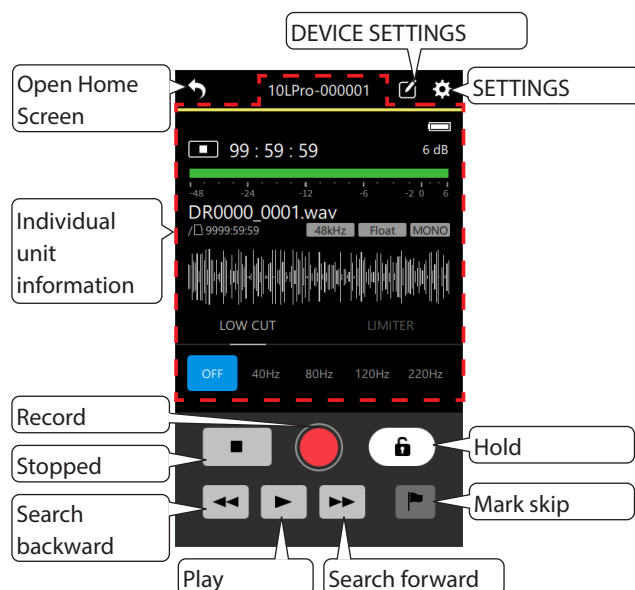 DEVICE SETTINGS
Open Home
Screen
10LPro-000001
SETTINGS
99 : 59 : 59
6 dB
-48 -24 -12 -6 -2 0 6
Individual
unit
information
DR0000_0001.wav
/ 9999:59:59 48kHz Float MONO
LOW CUT LIMITER
OFF 40Hz 80Hz 120Hz 220Hz
Record
Stopped
Hold
Search
backward
Mark skip
Play
Search forward